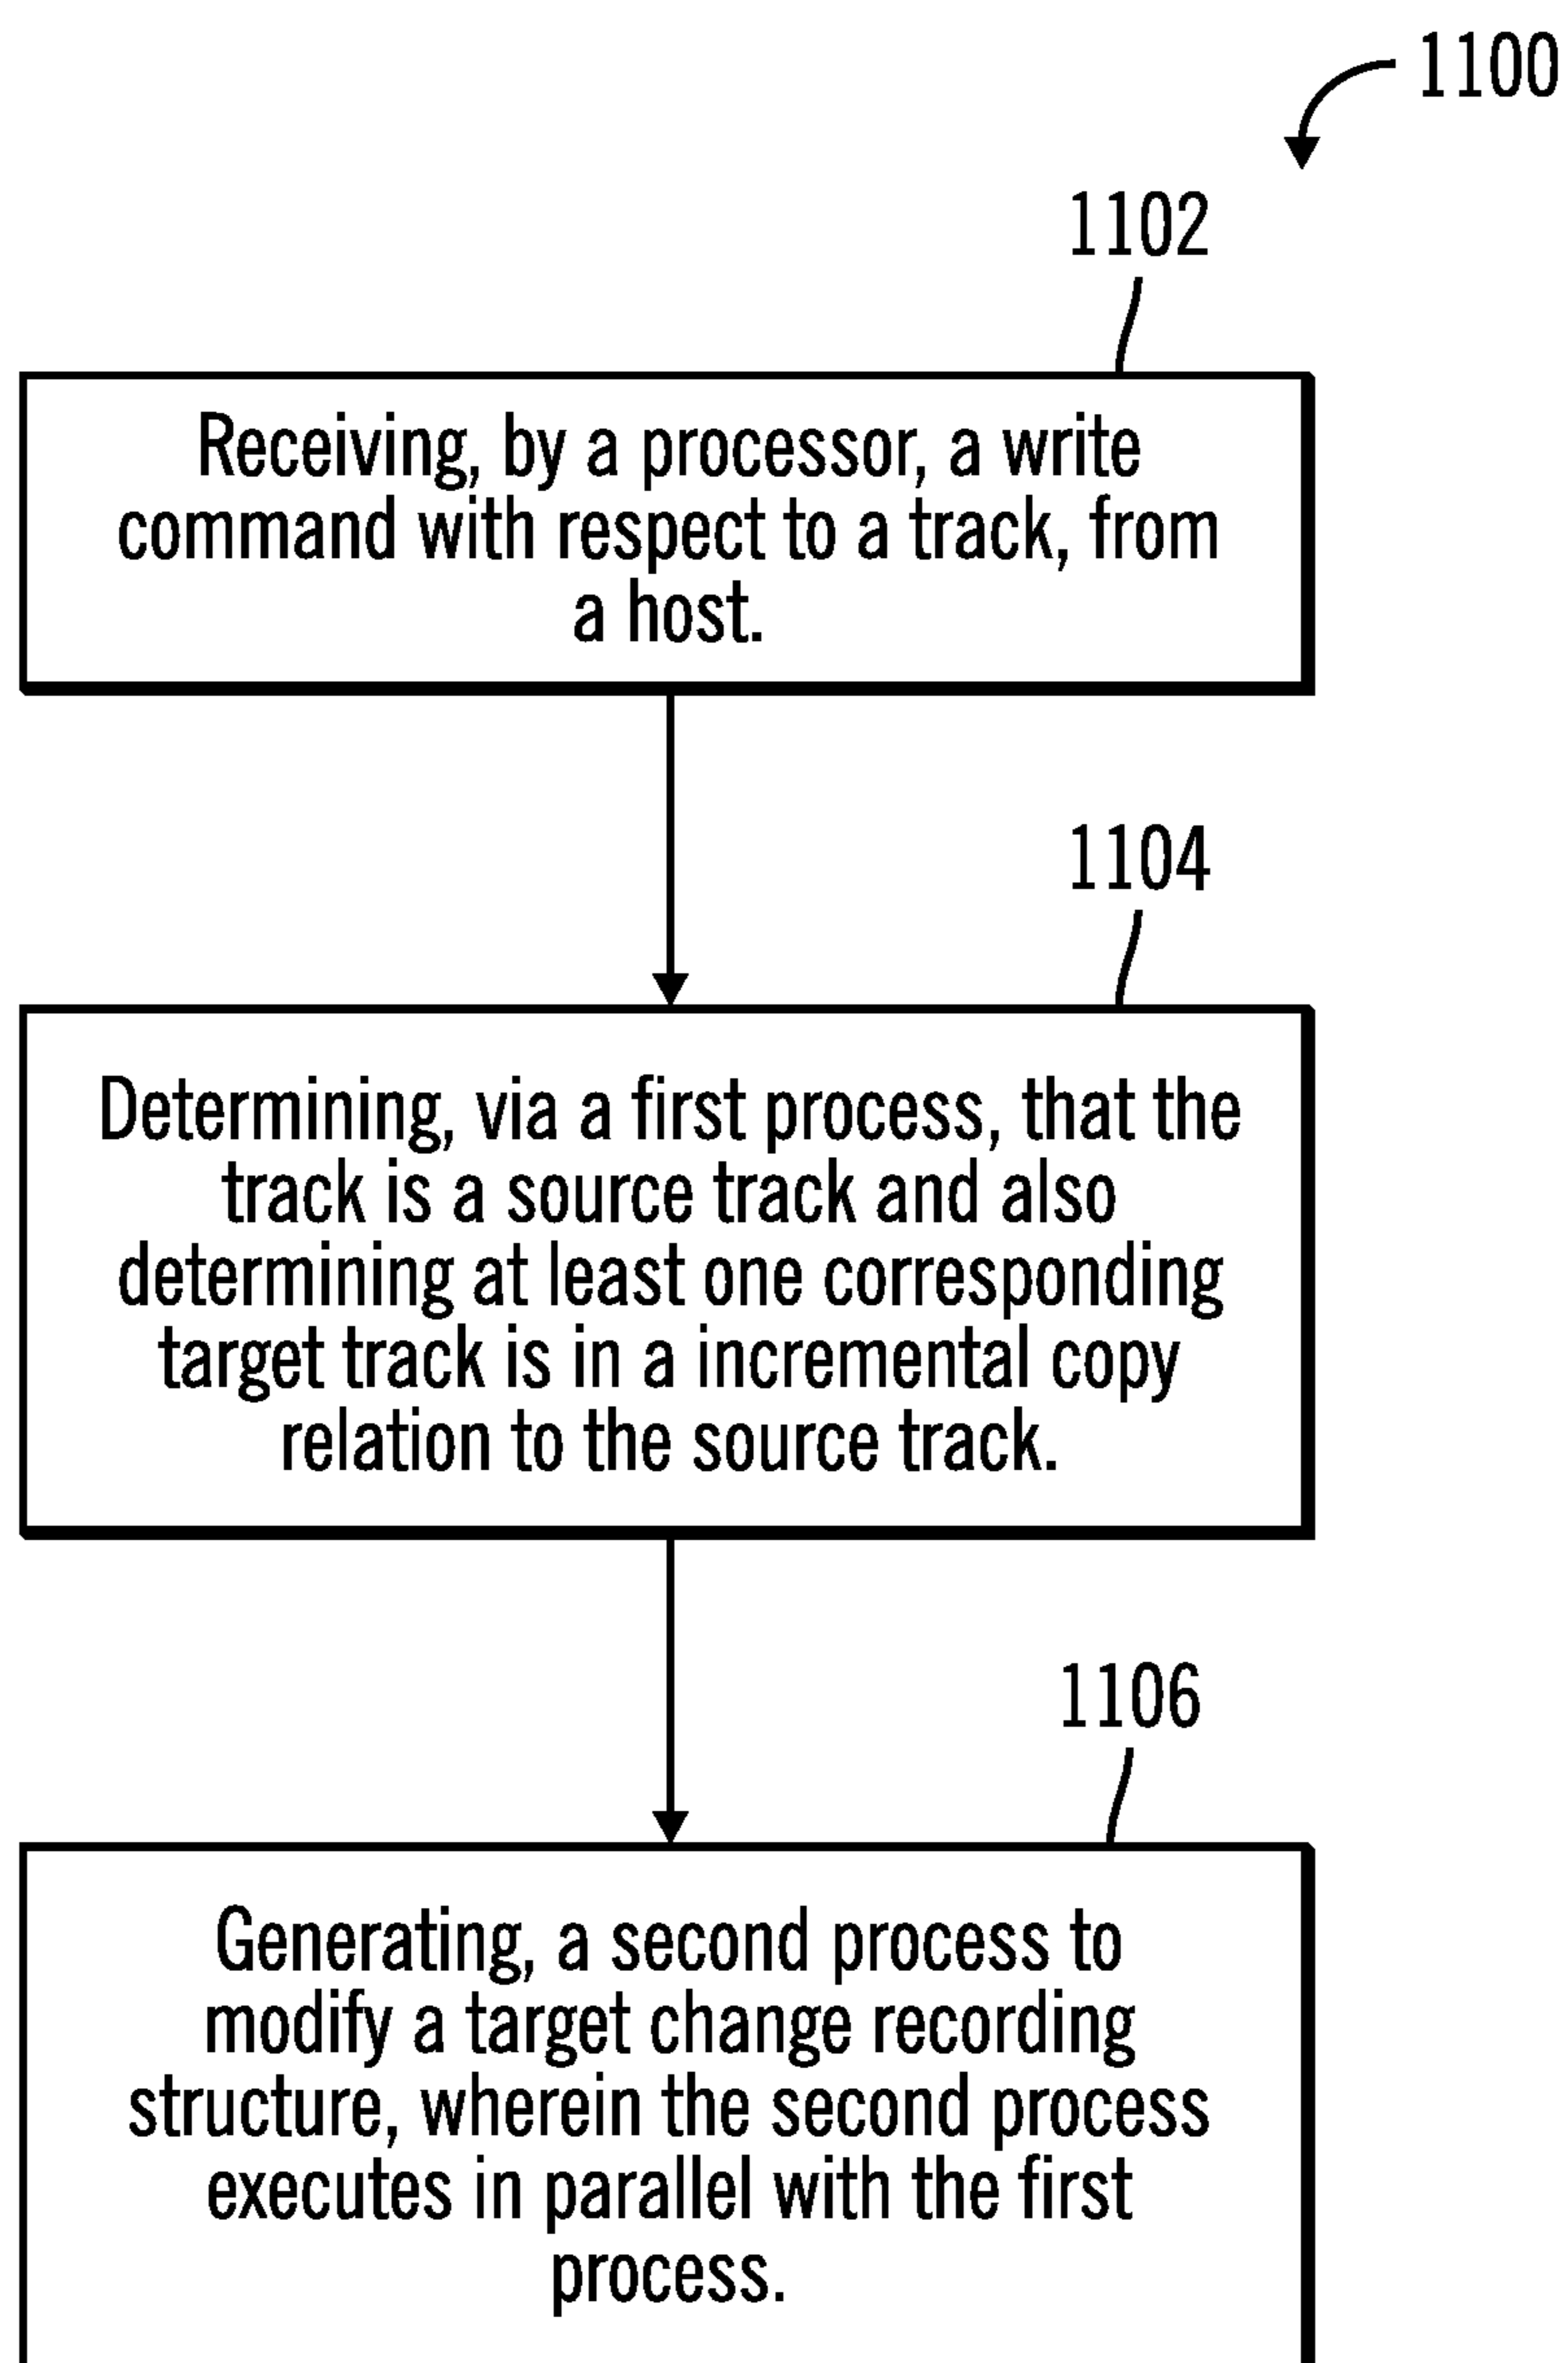 1100
1102
Receiving, by a processor, a write
command with respect to a track, from
a host.
1104
Determining, via a first process, that the
track is a source track and also
determining at least one corresponding
target track is in a incremental copy
relation to the source track.
1106
Generating, a second process to
modify a target change recording
structure, wherein the second process
executes in parallel with the first
process.